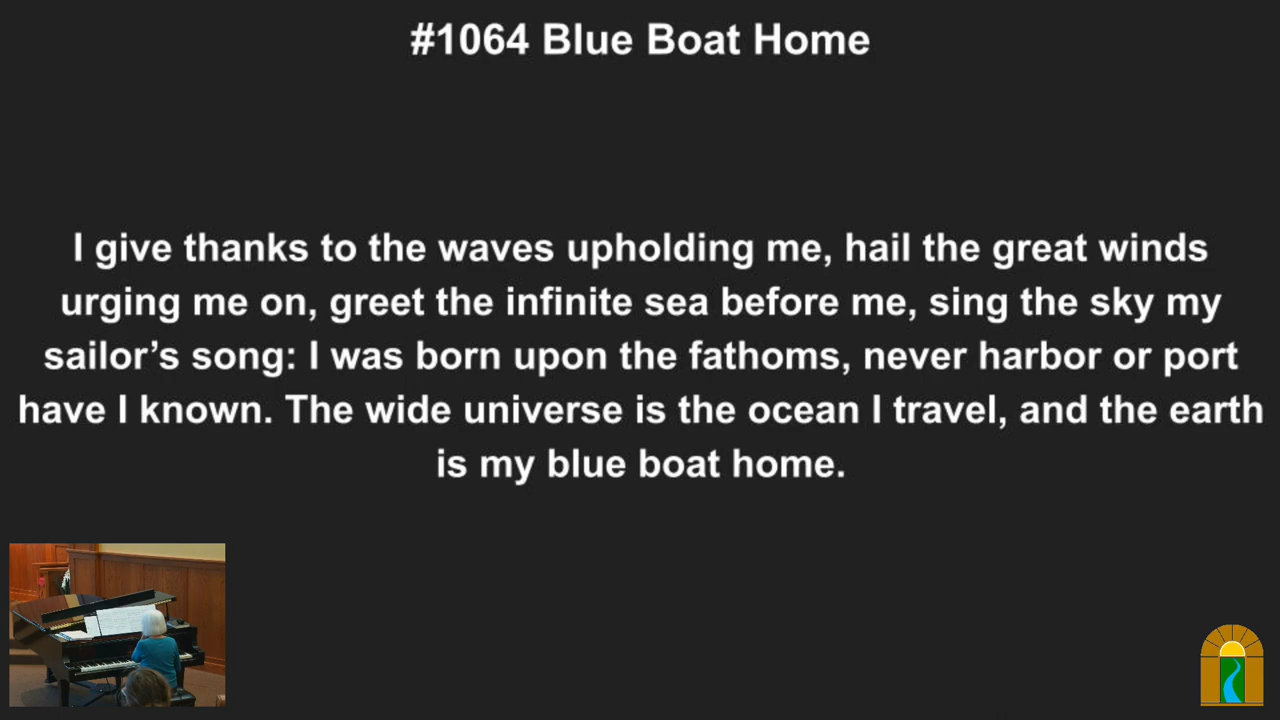 #1064 Blue Boat Home
I give thanks to the waves upholding me, hail the great winds
urging me on, greet the infinite sea before me, sing the sky my
sailor’s song: I was born upon the fathoms, never harbor or port
have I known. The wide universe is the ocean I travel, and the earth
is my blue boat home.